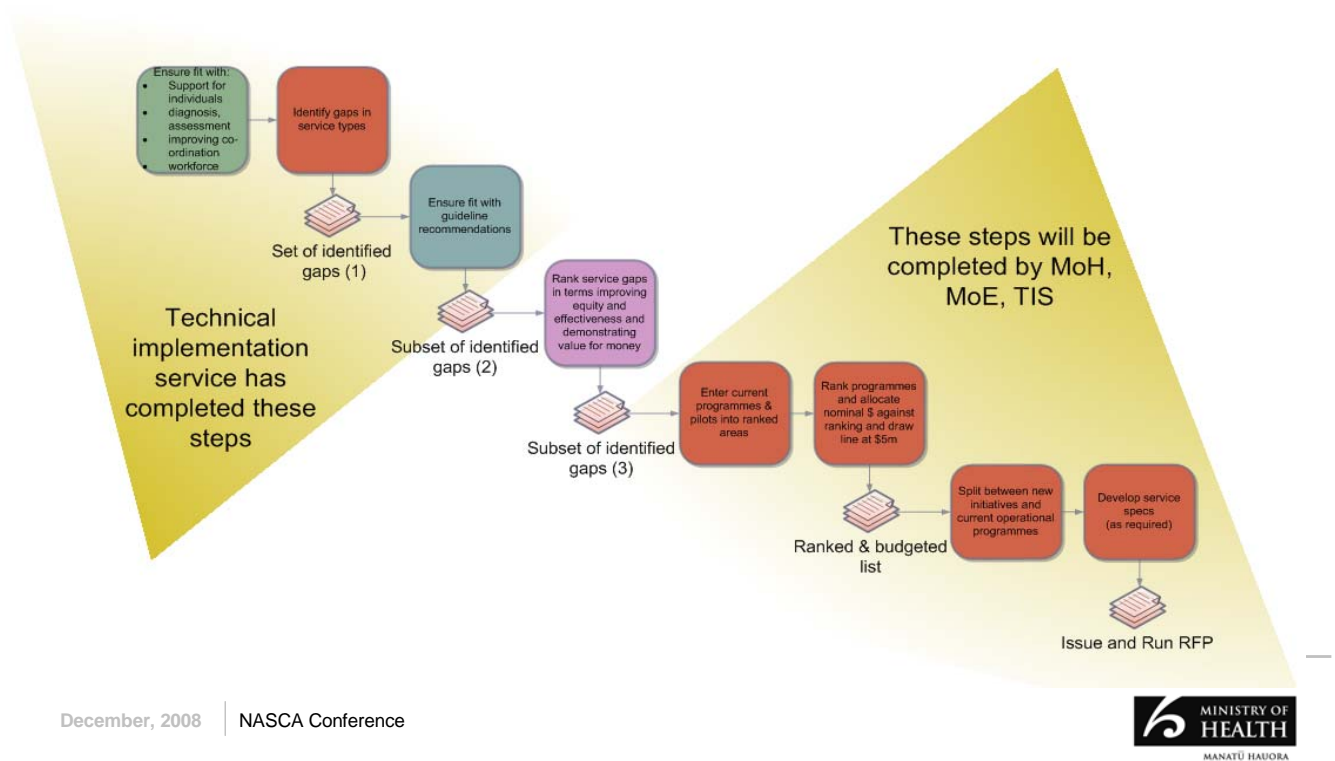 Ensure fit with:
• Support for
individuals
• diagnosis,
assessment
• improving co-
ordination
• workforce
Identify gaps in
service types
Set of identified
gaps (1)
Ensure fit with
guideline
recommendations
Subset of identified
gaps (2)
Rank service gaps
in terms improving
equity and
effectiveness and
demonstrating
value for money
Subset of identified
gaps (3)
Technical
implementation
service has
completed these
steps
These steps will be
completed by MoH,
MoE, TIS
Enter current
programmes &
pilots into ranked
areas
Rank programmes
and allocate
nominal $ against
ranking and draw
line at $5m
Ranked & budgeted
list
Split between new
initiatives and
current operational
programmes
Develop service
specs
(as required)
Issue and Run RFP
December, 2008
NASCA Conference
MINISTRY OF
HEALTH
MANATŪ HAUORA